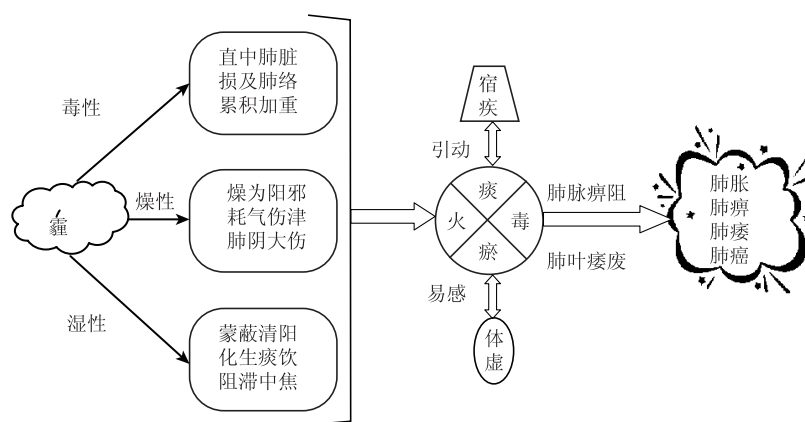 霾
毒性
燥性
湿性
直中肺脏
损及肺络
累积加重
燥为阳邪
耗气伤津
肺阴大伤
蒙蔽清阳
化生痰饮
阻滞中焦
宿
疾
引动
痰
火
毒
瘀
易感
体
虚
肺脉痹阻
肺叶痿废
肺胀
肺痹
肺痿
肺癌